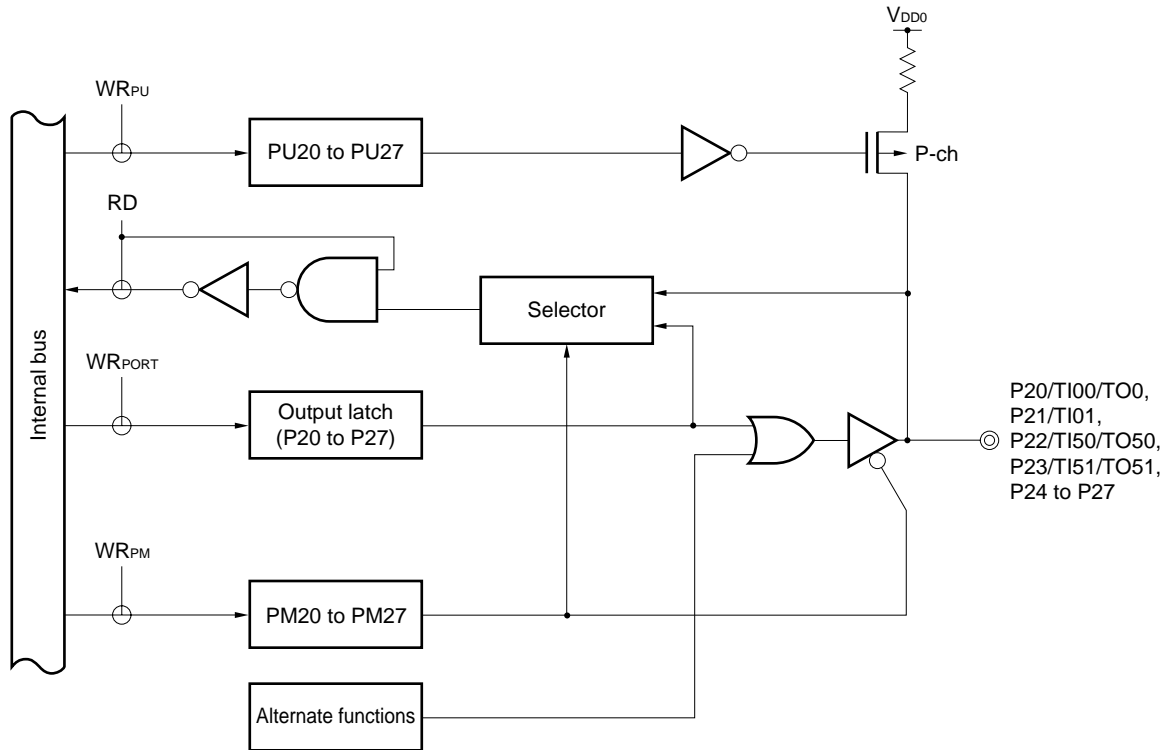 VDD0
WRPU
PU20 to PU27
P-ch
RD
Selector
Internal bus
WRPORT
Output latch
(P20 to P27)
P20/TI00/TO0,
P21/TI01,
P22/TI50/TO50,
P23/TI51/TO51,
P24 to P27
WRPM
PM20 to PM27
Alternate functions